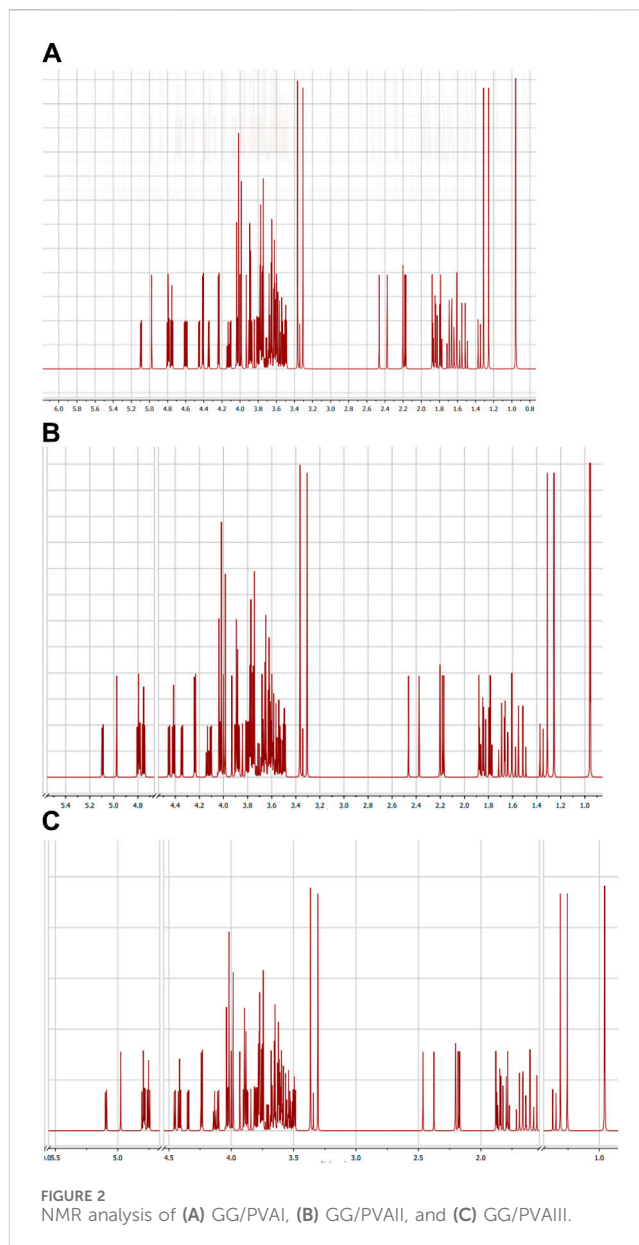 A
6.0 5.8 5.6 5.4 5.2 5.0 4.8 4.6 4.4 4.2 4.0 3.8 3.6 3.4 3.2 3.0 2.8 2.6 2.4 2.2 2.0 1.8 1.6 1.4 1.2 1.0 0.8
B
5.4 5.2 5.0 4.8 4.4 4.2 4.0 3.8 3.6 3.4 3.2 3.0 2.8 2.6 2.4 2.2 2.0 1.8 1.6 1.4 1.2 1.0
C
5.5 5.0 4.5 4.0 3.5 3.0 2.5 2.0 1.0
FIGURE 2
NMR analysis of (A) GG/PVAI, (B) GG/PVAII, and (C) GG/PVAIII.